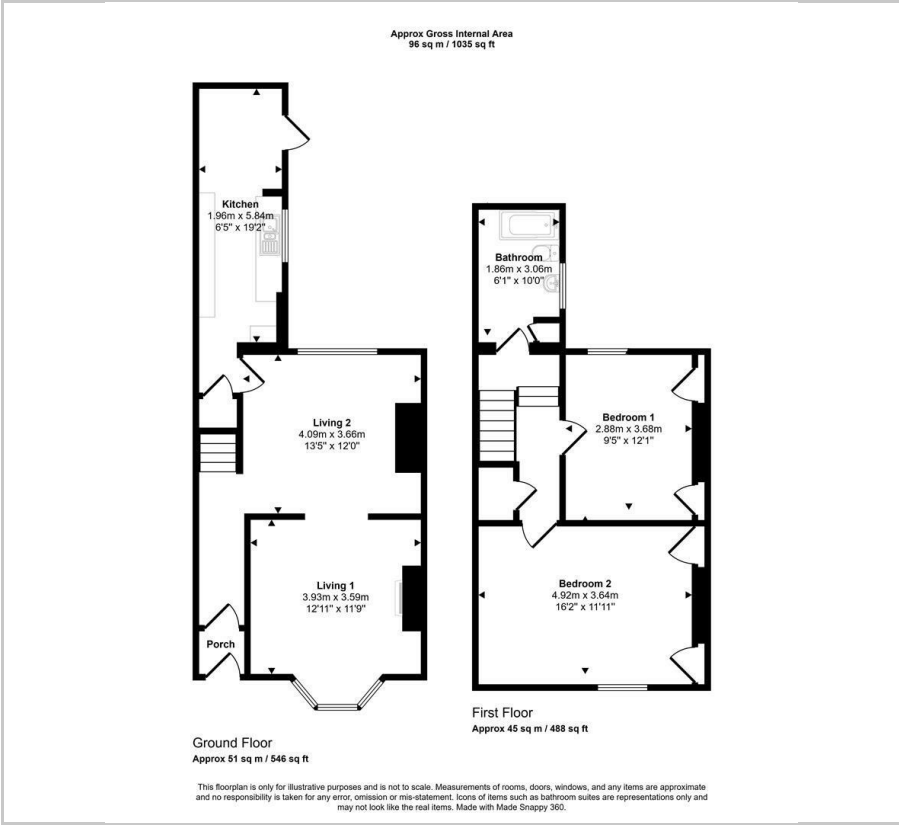 Approx Gross Internal Area
96 sq m / 1035 sq ft
Kitchen
1.96m x 5.84m
6'5" x 19'2"
Living 2
4.09m x 3.66m
13'5" x 12'0"
Living 1
3.93m x 3.59m
12'11" x 11'9"
Porch
Ground Floor
Approx 51 sq m / 546 sq ft
Bathroom
1.86m x 3.06m
6'1" x 10'0"
Bedroom 1
2.88m x 3.68m
9'5" x 12'1"
Bedroom 2
4.92m x 3.64m
16'2" x 11'11"
First Floor
Approx 45 sq m / 488 sq ft
This floorplan is only for illustrative purposes and is not to scale. Measurements of rooms, doors, windows, and any items are approximate
and no responsibility is taken for any error, omission or mis-statement. Icons of items such as bathroom suites are representations only and
may not look like the real items. Made with Made Snappy 360.